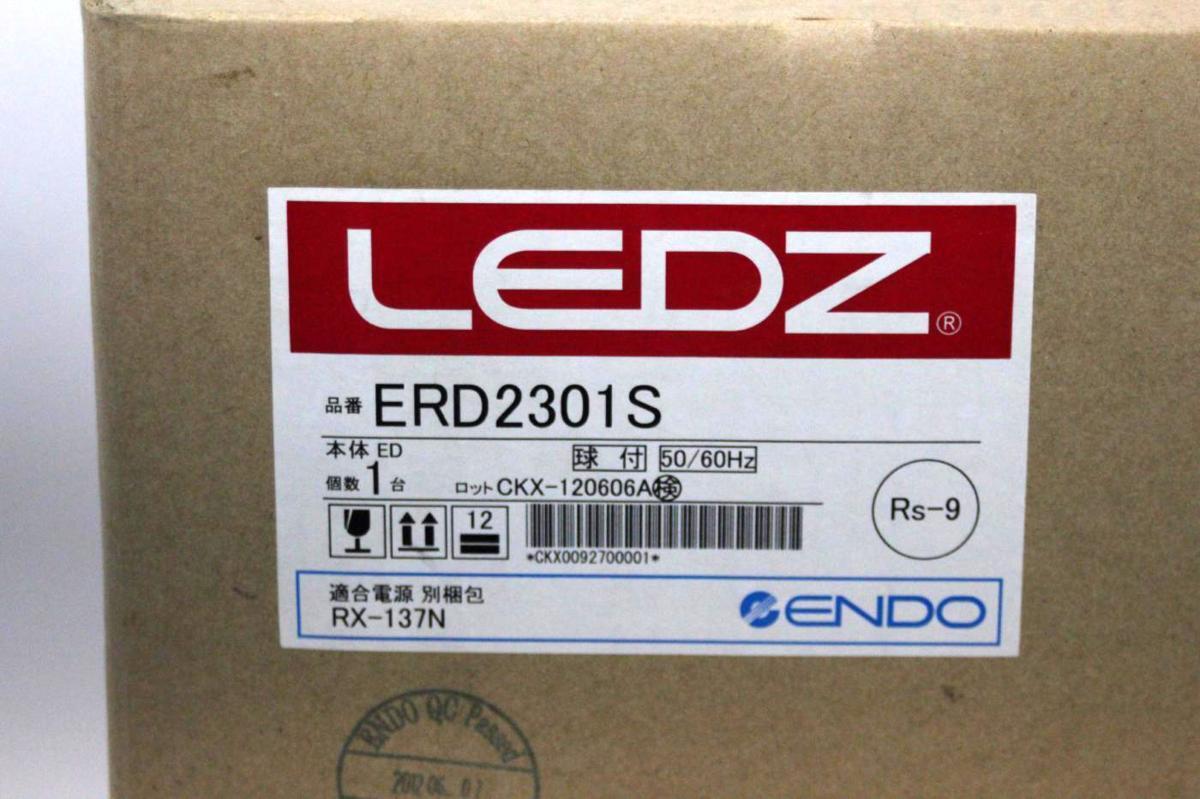 LEDZ®
品番 ERD2301S
本体 ED 球付 50/60Hz
個数 1 台 ロット CKX-120606A 検
Rs-9
12
*CKX0092700001*
適合電源 別梱包
RX-137N
ENDO
ENDO QC Passed
2012.06.07